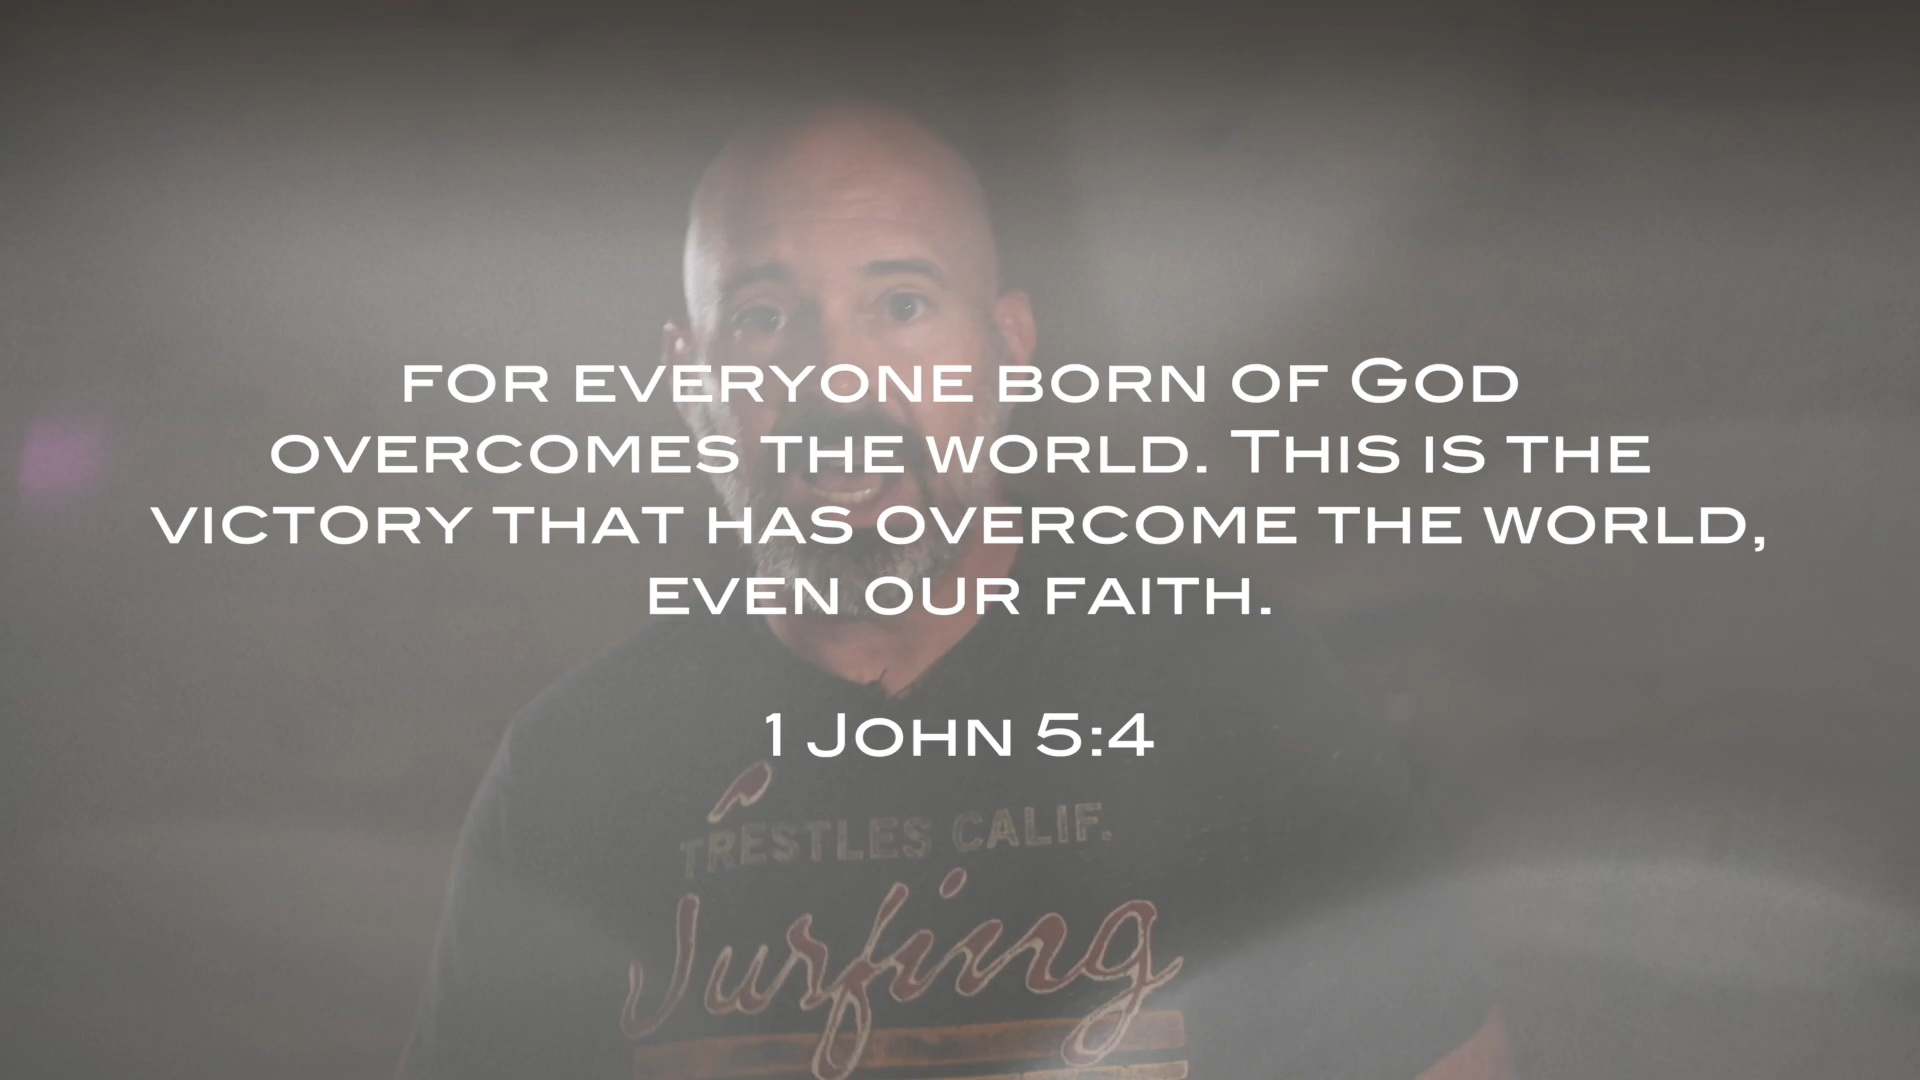 for everyone born of God
overcomes the world. This is the
victory that has overcome the world,
even our faith.
1 John 5:4
TRESTLES CALIF.
Surfing